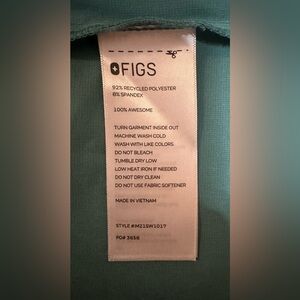 FIGS
92% RECYCLED POLYESTER
8% SPANDEX
100% AWESOME
TURN GARMENT INSIDE OUT
MACHINE WASH COLD
WASH WITH LIKE COLORS
DO NOT BLEACH
TUMBLE DRY LOW
LOW HEAT IRON IF NEEDED
DO NOT DRY CLEAN
DO NOT USE FABRIC SOFTENER
MADE IN VIETNAM
STYLE #M21SW1017
PO# 3656